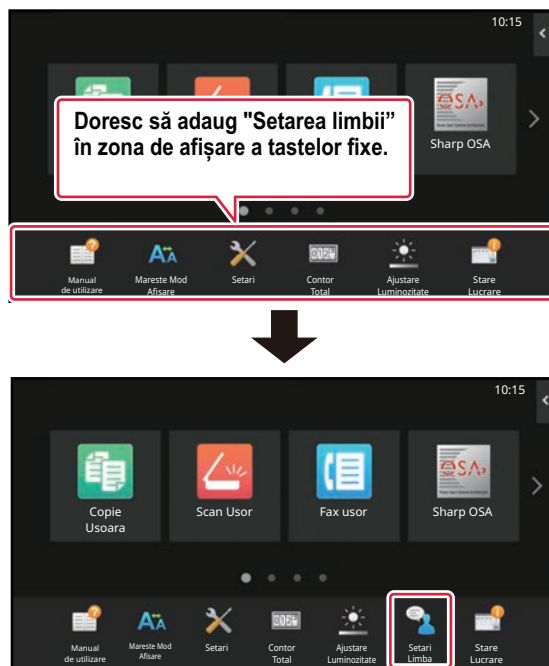 10:15
Doresc să adaug "Setarea limbii”
în zona de afișare a tastelor fixe.
Sharp OSA
Manual
de utilizare
Mareste Mod
Afisare
Setari
Contor
Total
Ajustare
Luminozitate
Stare
Lucrare
10:15
Copie
Usoara
Scan Usor
Fax usor
Sharp OSA
Manual
de utilizare
Mareste Mod
Afisare
Setari
Contor
Total
Ajustare
Luminozitate
Setari
Limba
Stare
Lucrare